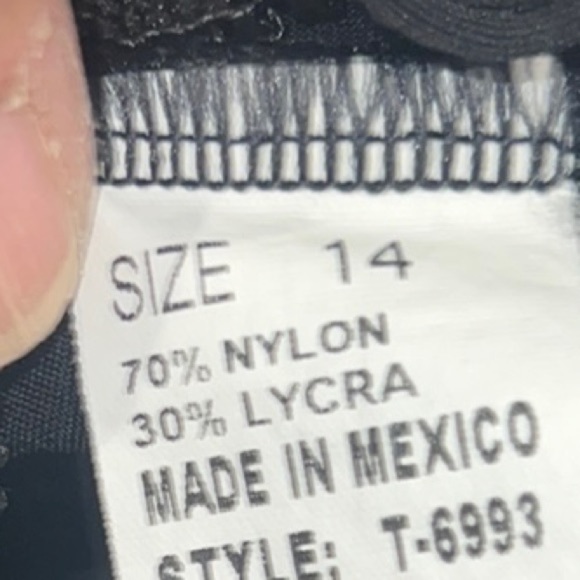 SIZE 14
70% NYLON
30% LYCRA
MADE IN MEXICO
STYLE: T-6993